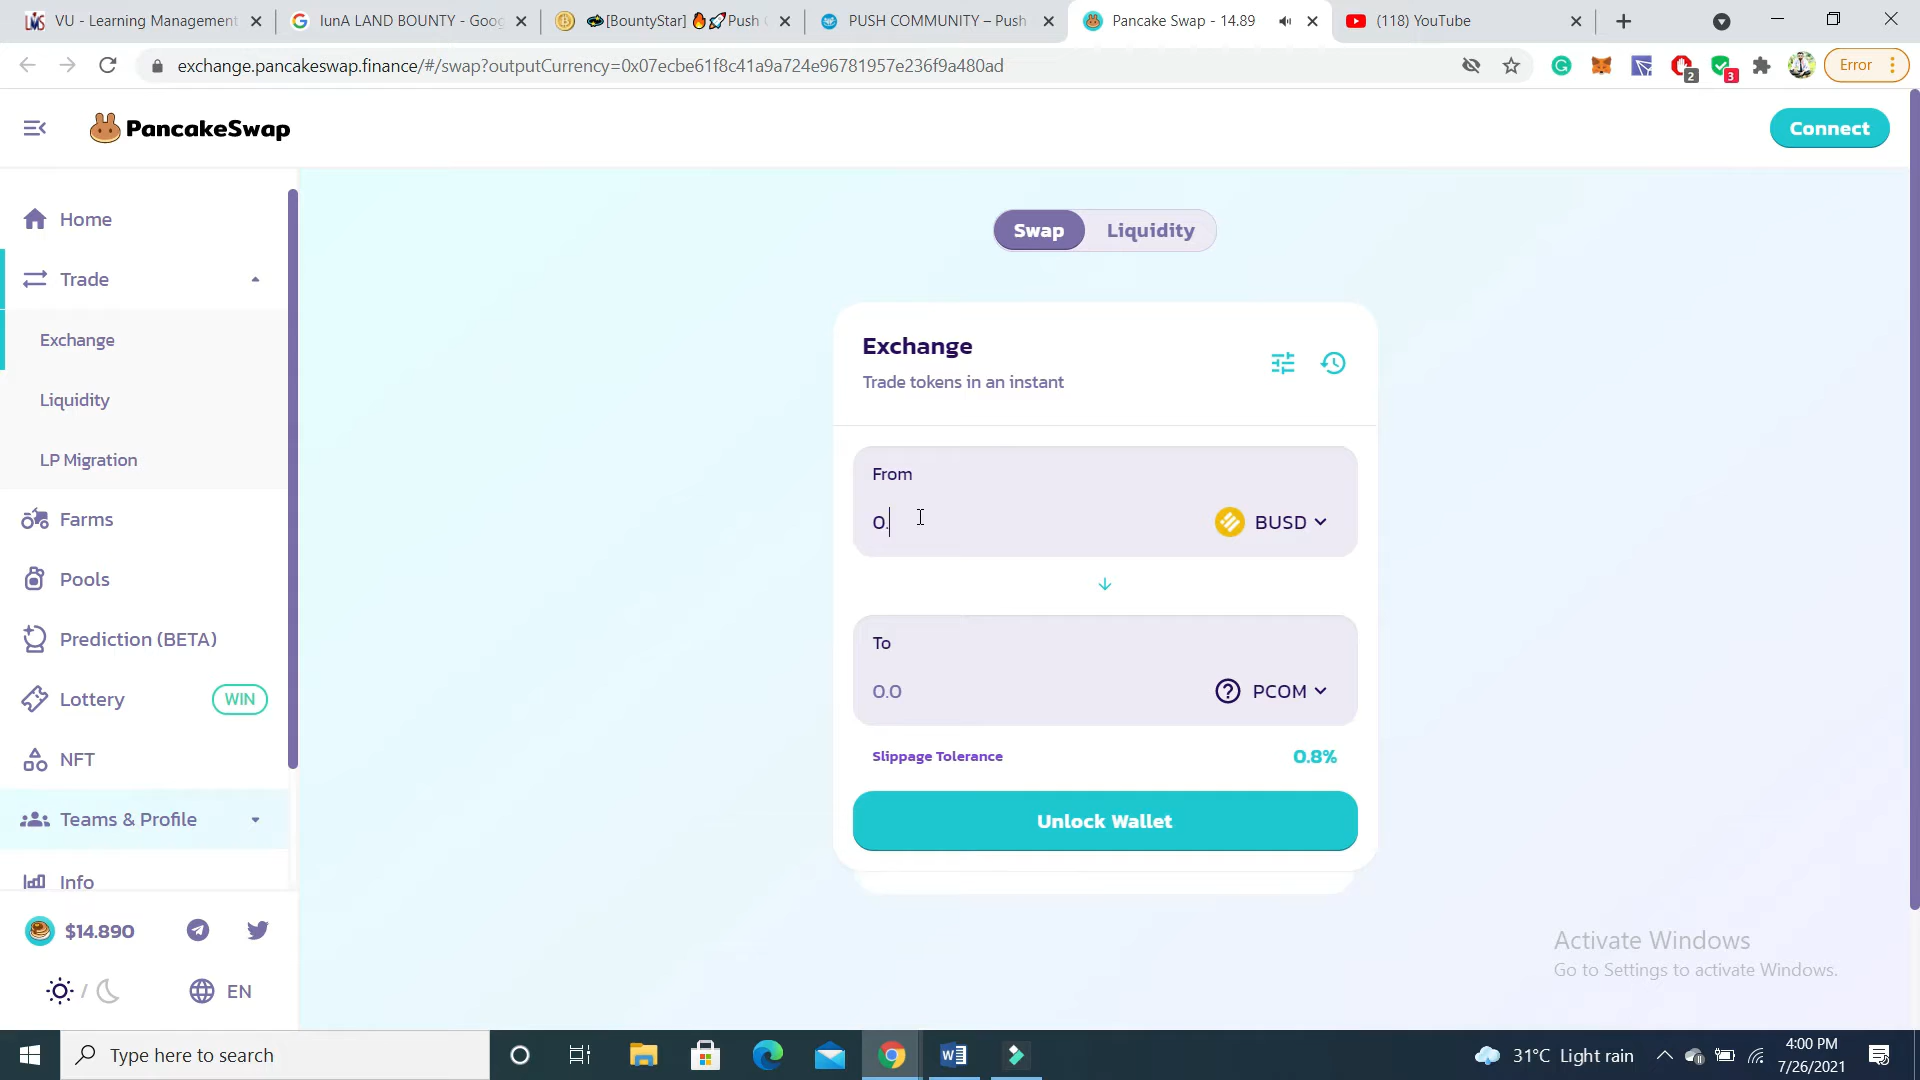 VU - Learning Management
IunA LAND BOUNTY - Goog
[BountyStar] Push
PUSH COMMUNITY – Push
Pancake Swap - 14.89
(118) YouTube
exchange.pancakeswap.finance/#/swap?outputCurrency=0x07ecbe61f8c41a9a724e96781957e236f9a480ad
2
3
Error
PancakeSwap
Connect
Home
Trade
Exchange
Liquidity
LP Migration
Farms
Pools
Prediction (BETA)
Lottery
WIN
NFT
Teams & Profile
Info
$14.890
/
EN
Swap
Liquidity
Exchange
Trade tokens in an instant
From
0.
BUSD
To
0.0
PCOM
Slippage Tolerance
0.8%
Unlock Wallet
Activate Windows
Go to Settings to activate Windows.
Type here to search
31°C Light rain
4:00 PM
7/26/2021